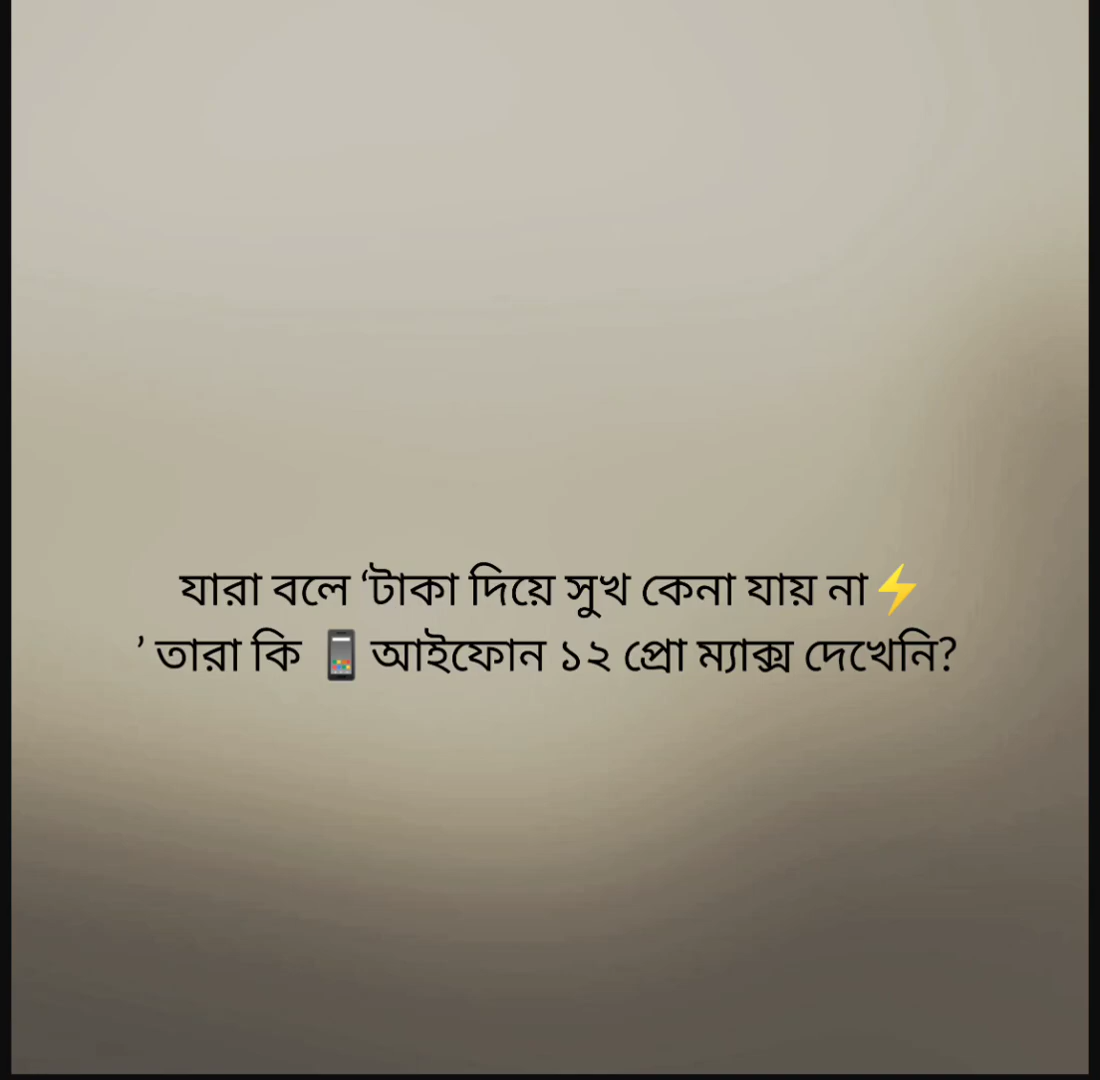 যারা বলে ‘টাকা দিয়ে সুখ কেনা যায় না⚡
’ তারা কি 📱আইফোন ১২ প্রো ম্যাক্স দেখেনি?